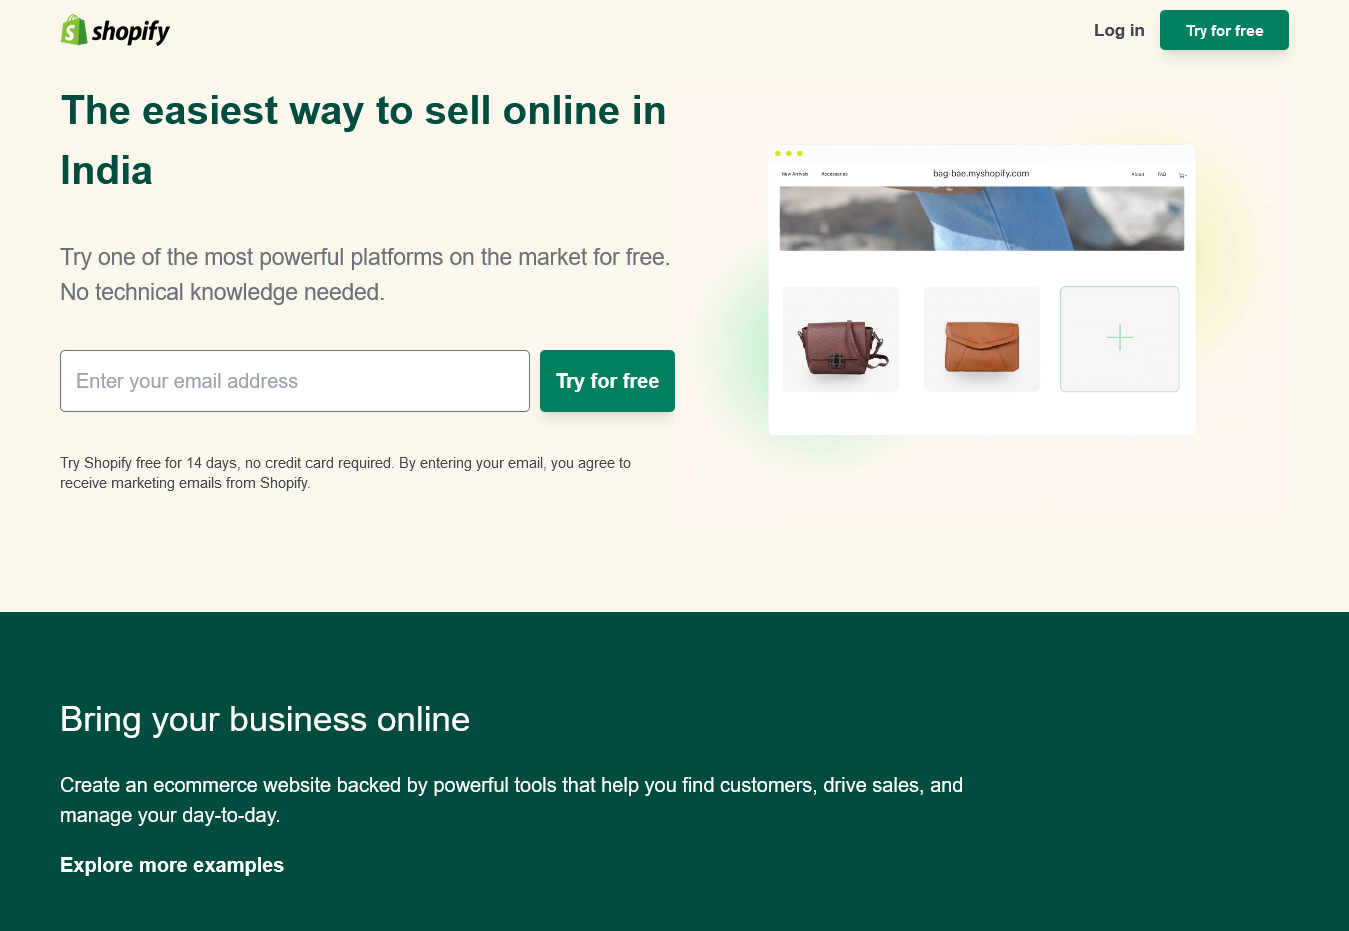 shopify
Log in
Try for free
The easiest way to sell online in
India
Try one of the most powerful platforms on the market for free.
No technical knowledge needed.
Enter your email address
Try for free
Try Shopify free for 14 days, no credit card required. By entering your email, you agree to
receive marketing emails from Shopify.
New Arrivals Accessories bag-bae.myshopify.com About FAQ
Bring your business online
Create an ecommerce website backed by powerful tools that help you find customers, drive sales, and
manage your day-to-day.
Explore more examples